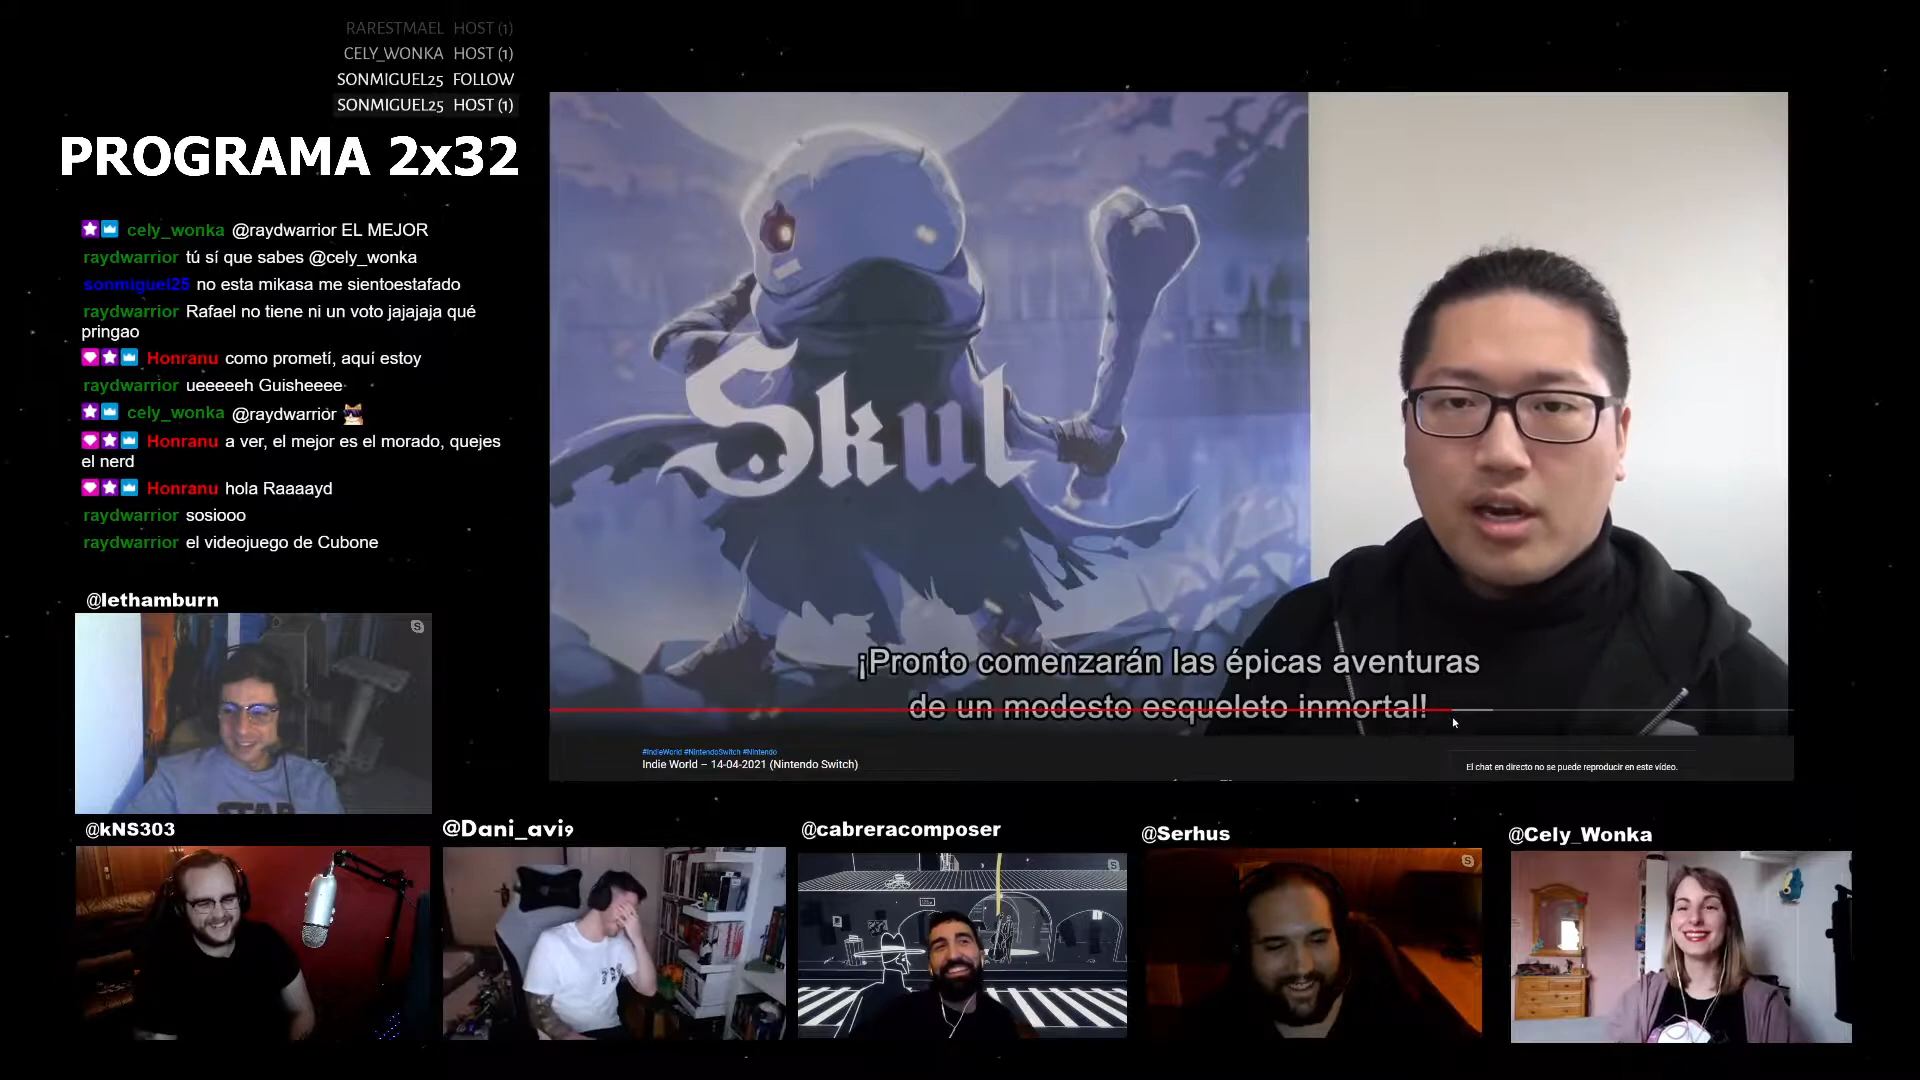 RARESTMAEL HOST (1)
CELY_WONKA HOST (1)
SONMIGUEL25 FOLLOW
SONMIGUEL25 HOST (1)
PROGRAMA 2x32
cely_wonka @raydwarrior EL MEJOR
raydwarrior tú sí que sabes @cely_wonka
sonmiguel25 no esta mikasa me sientoestafado
raydwarrior Rafael no tiene ni un voto jajajaja qué
pringao
Honranu como prometí, aquí estoy
raydwarrior ueeeeeh Guisheeee
cely_wonka @raydwarrior
Honranu a ver, el mejor es el morado, quejes
el nerd
Honranu hola Raaaayd
raydwarrior sosiooo
raydwarrior el videojuego de Cubone
Skul
¡Pronto comenzarán las épicas aventuras
de un modesto esqueleto inmortal!
#IndieWorld #NintendoSwitch #Nintendo
Indie World – 14-04-2021 (Nintendo Switch)
El chat en directo no se puede reproducir en este vídeo.
@lethamburn
STAR
@kNS303
@Dani_avi9
@cabreracomposer
@Serhus
@Cely_Wonka